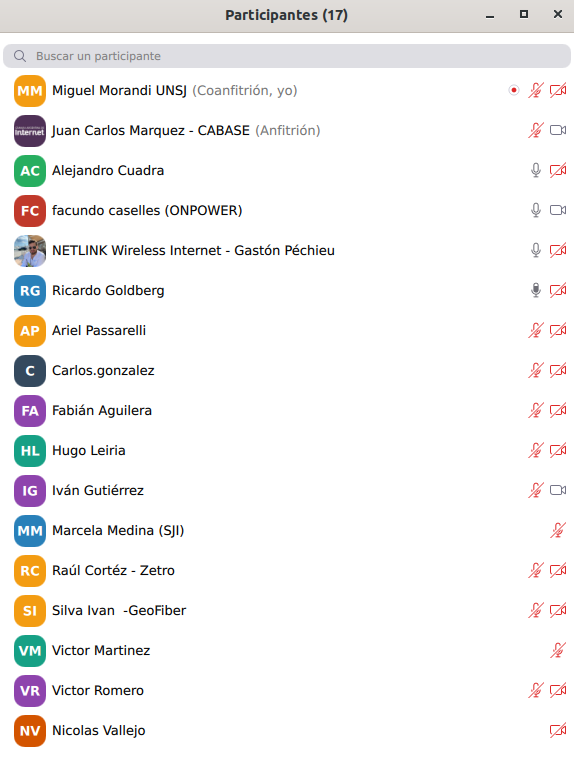 Participantes (17)
Buscar un participante
MM Miguel Morandi UNSJ (Coanfitrión, yo)
Internet Juan Carlos Marquez - CABASE (Anfitrión)
AC Alejandro Cuadra
FC facundo caselles (ONPOWER)
NETLINK Wireless Internet - Gastón Péchieu
RG Ricardo Goldberg
AP Ariel Passarelli
C Carlos.gonzalez
FA Fabián Aguilera
HL Hugo Leiria
IG Iván Gutiérrez
MM Marcela Medina (SJI)
RC Raúl Cortéz - Zetro
SI Silva Ivan -GeoFiber
VM Victor Martinez
VR Victor Romero
NV Nicolas Vallejo